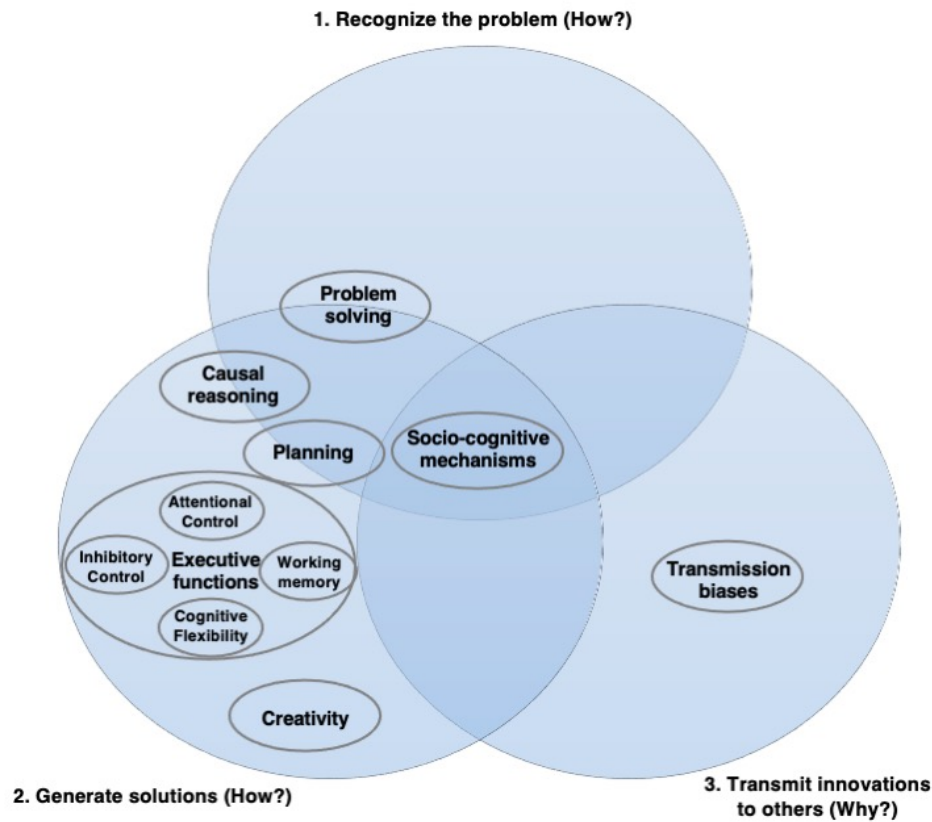 1. Recognize the problem (How?)
Problem
solving
Causal
reasoning
Planning
Socio-cognitive
mechanisms
Attentional
Control
Inhibitory
Control
Executive
functions
Working
memory
Cognitive
Flexibility
Transmission
biases
Creativity
2. Generate solutions (How?)
3. Transmit innovations
to others (Why?)